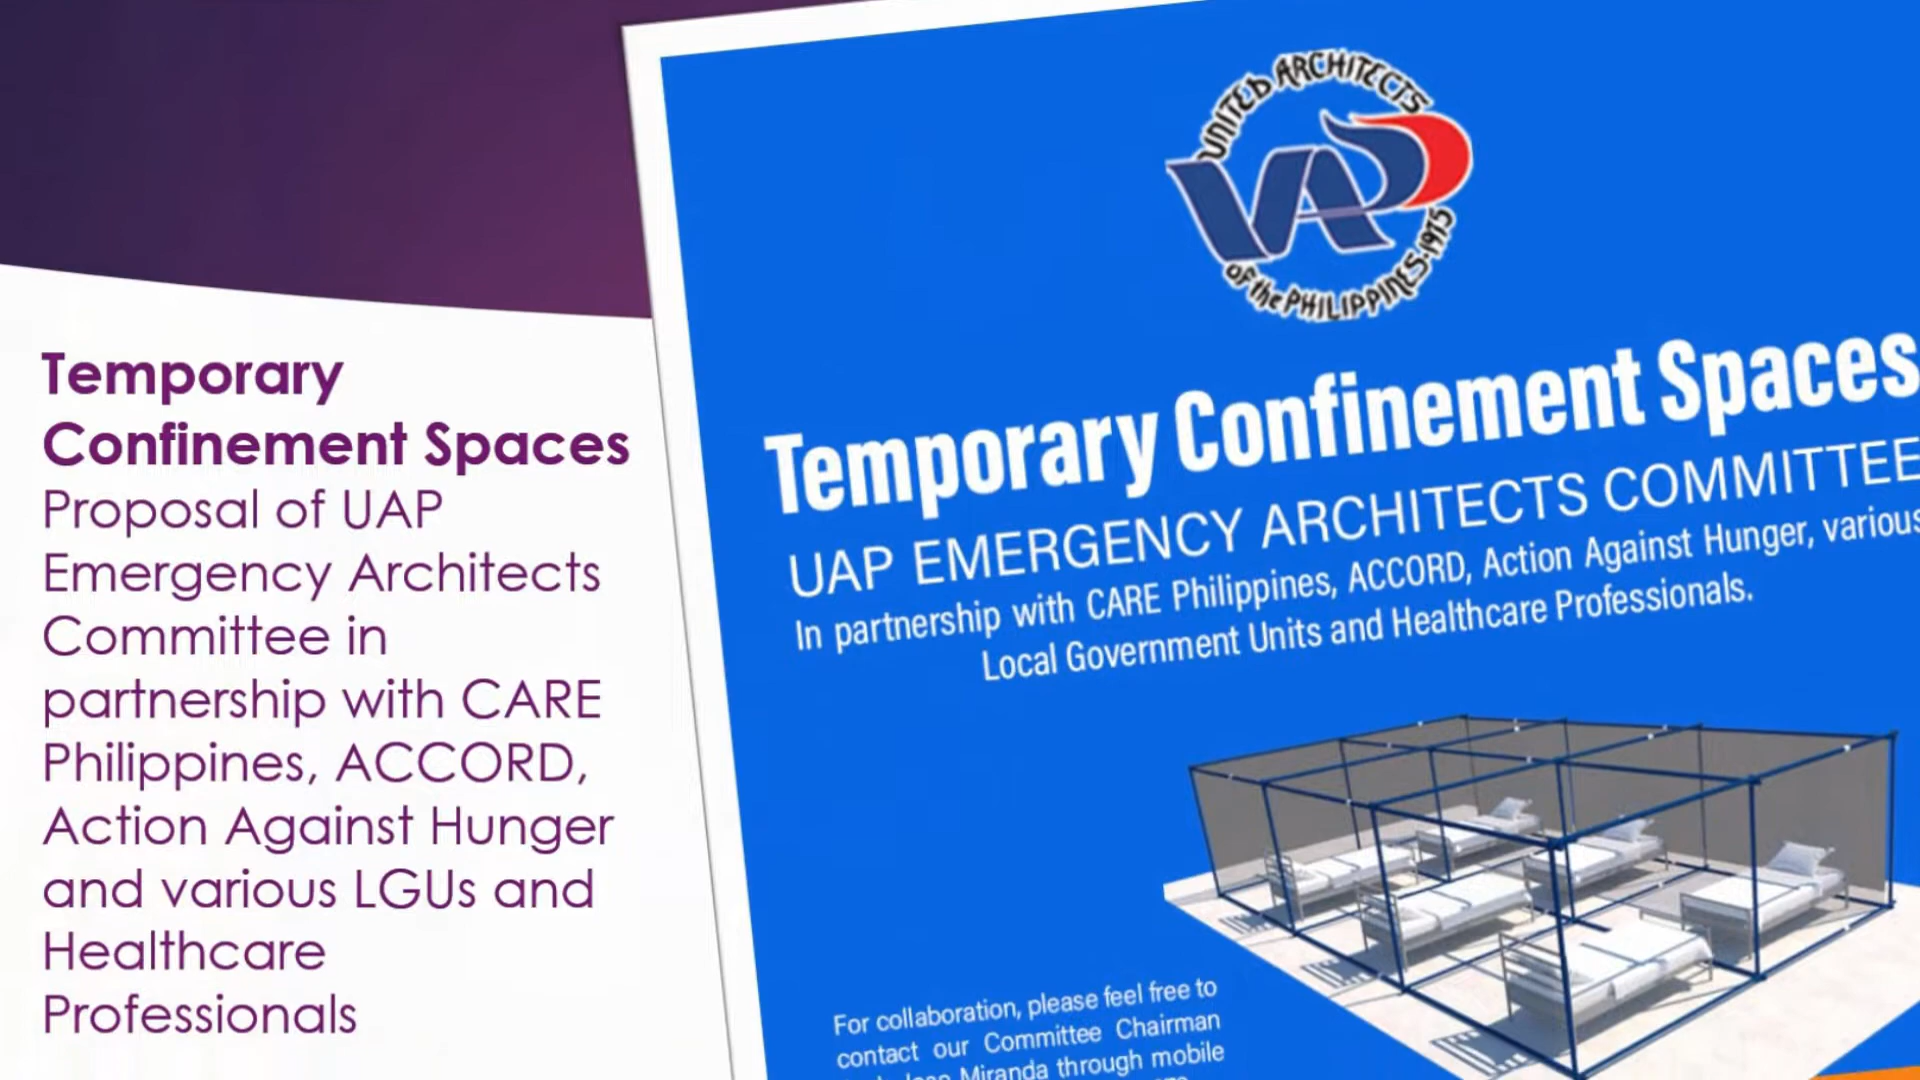 Temporary
Confinement Spaces
Proposal of UAP
Emergency Architects
Committee in
partnership with CARE
Philippines, ACCORD,
Action Against Hunger
and various LGUs and
Healthcare
Professionals
UNITED ARCHITECTS
UAP
of the PHILIPPINES·1975
Temporary Confinement Spaces
UAP EMERGENCY ARCHITECTS COMMITTEE
In partnership with CARE Philippines, ACCORD, Action Against Hunger, various
Local Government Units and Healthcare Professionals.
For collaboration, please feel free to
contact our Committee Chairman
Miranda through mobile